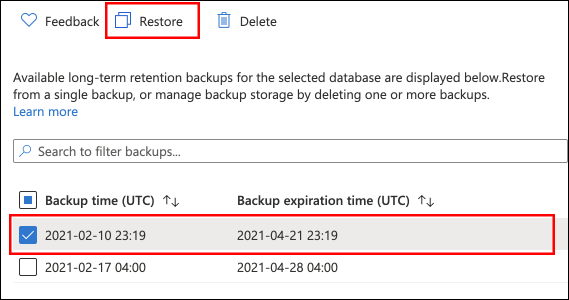 Feedback Restore Delete
Available long-term retention backups for the selected database are displayed below.Restore
from a single backup, or manage backup storage by deleting one or more backups.
Learn more
Search to filter backups...
Backup time (UTC) ↑↓ Backup expiration time (UTC) ↑↓
2021-02-10 23:19 2021-04-21 23:19
2021-02-17 04:00 2021-04-28 04:00